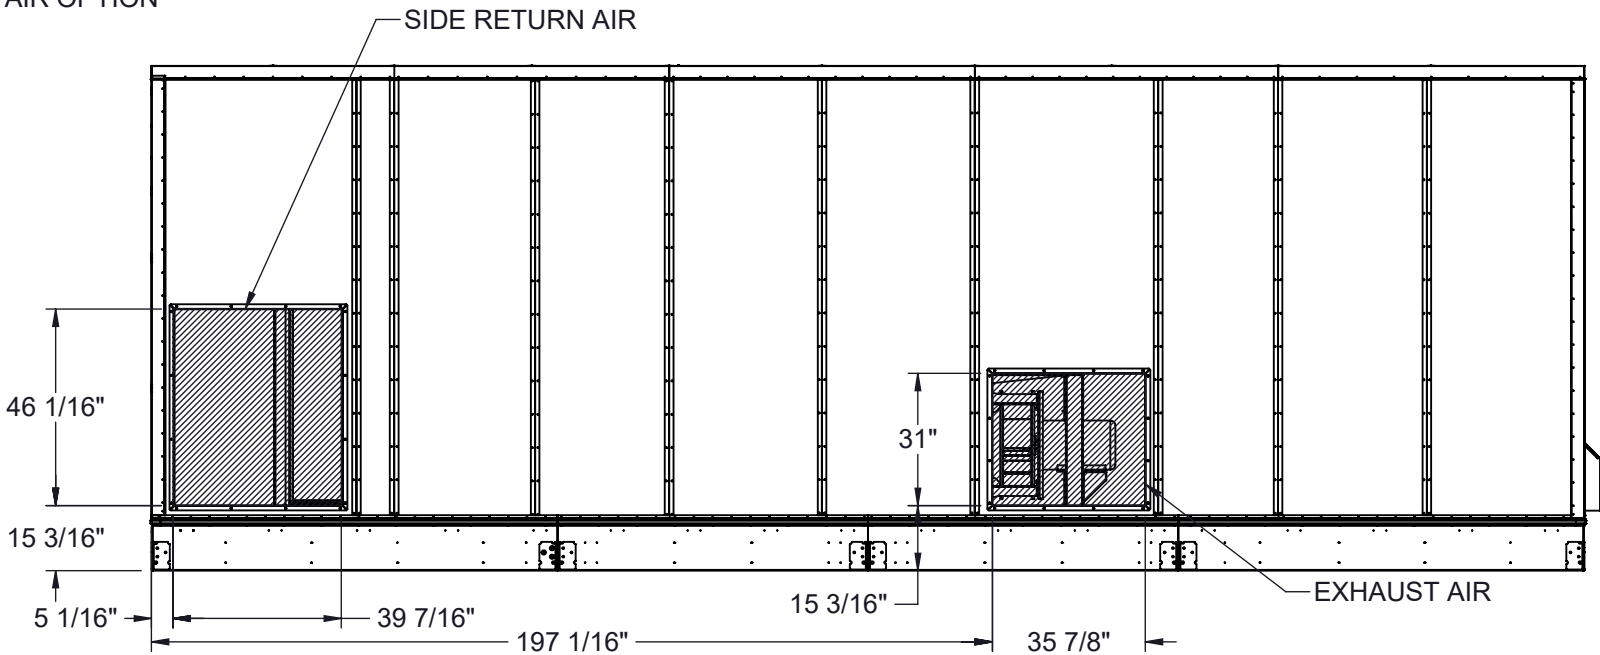 AIR OPTION
SIDE RETURN AIR
46 1/16"
31"
15 3/16"
EXHAUST AIR
15 3/16"
5 1/16"
39 7/16"
197 1/16"
35 7/8"